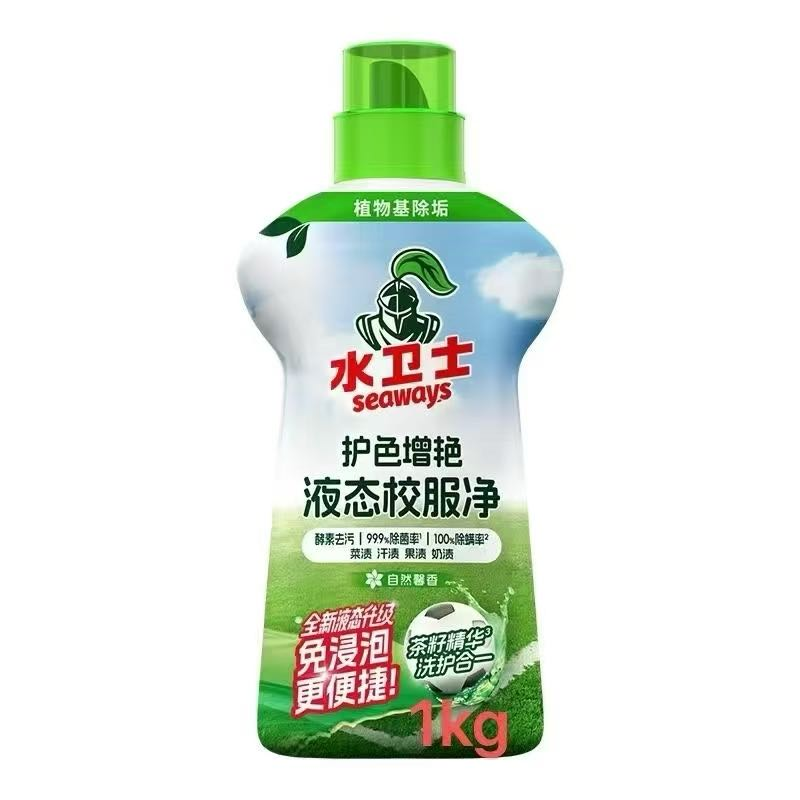 植物基除垢
水卫士
seaways
护色增艳
液态校服净
酵素去污 | 99.9%除菌率¹ | 100%除螨率²
菜渍 汗渍 果渍 奶渍
自然馨香
全新液态升级
免浸泡
更便捷!
茶籽精华³
洗护合一
1kg